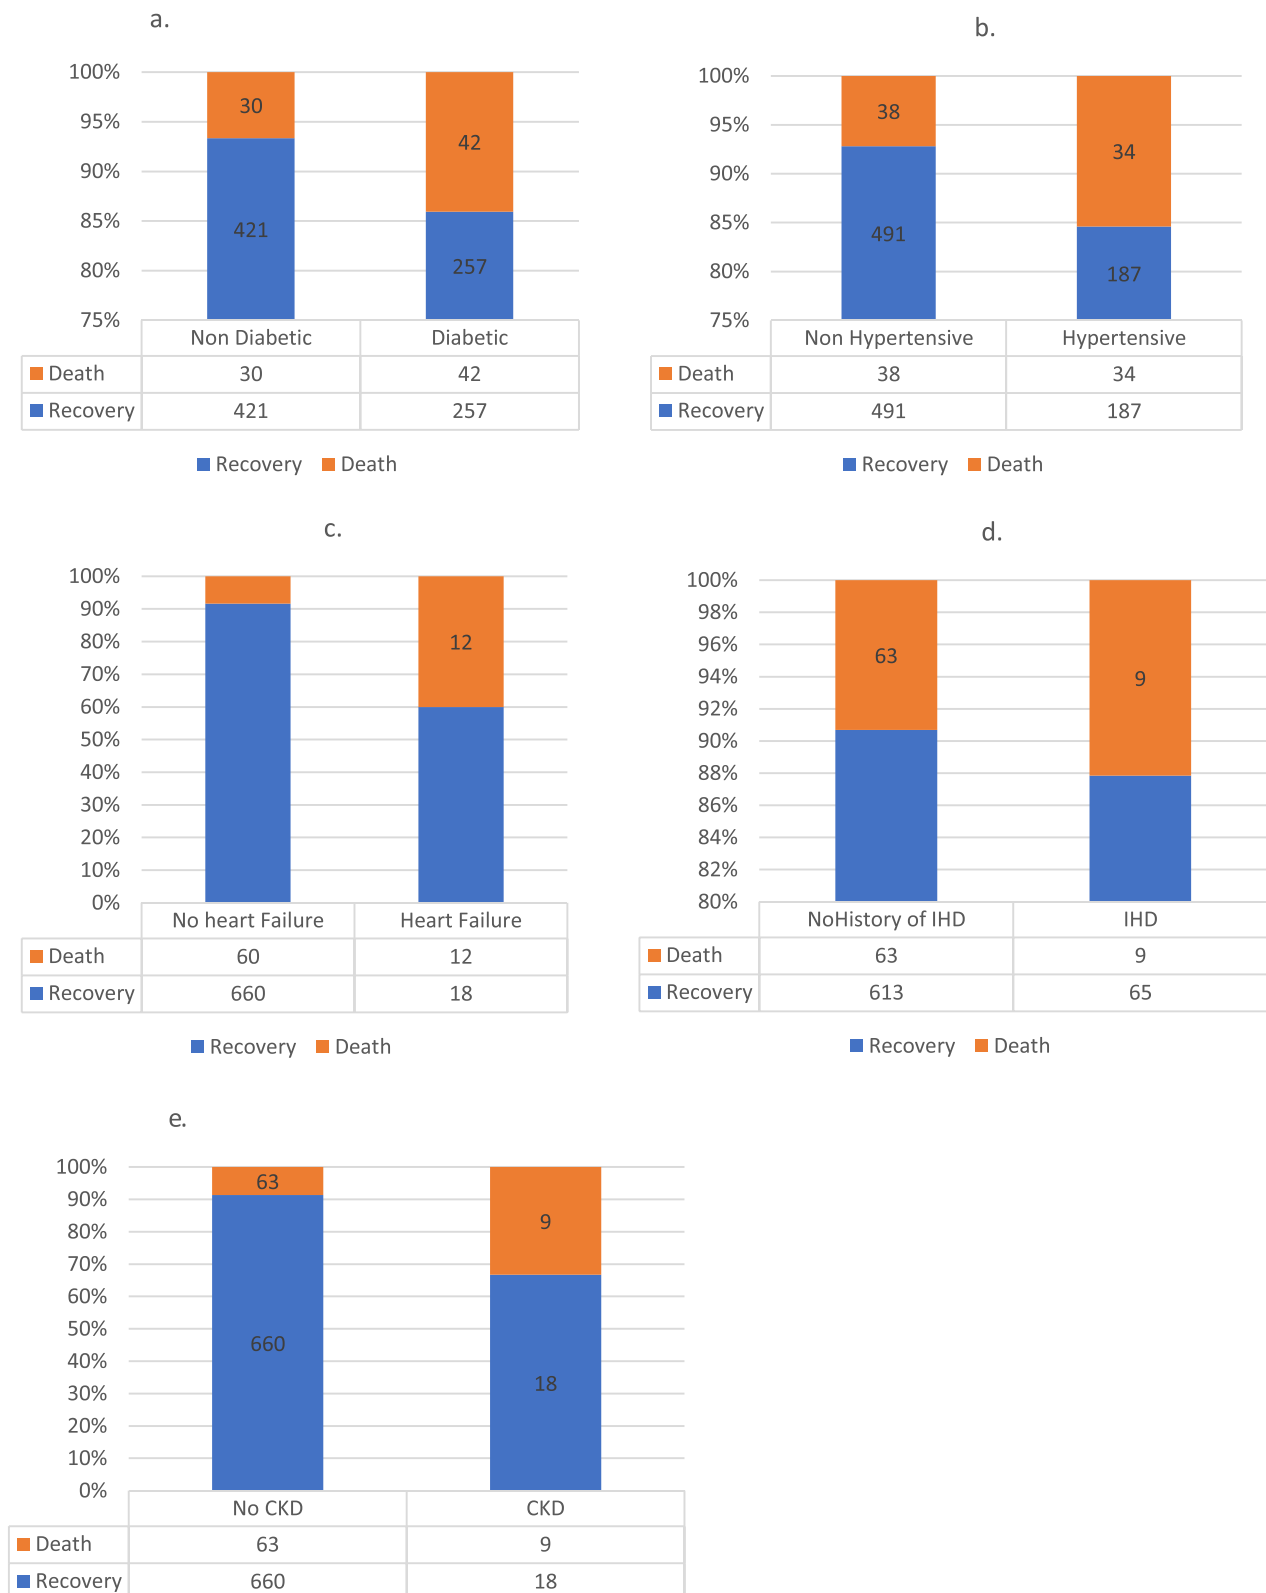 a.
100%
95%
90%
85%
80%
75%
30
42
421
257
Non Diabetic Diabetic
Death 30 42
Recovery 421 257
Recovery Death
b.
100%
95%
90%
85%
80%
75%
38
34
491
187
Non Hypertensive Hypertensive
Death 38 34
Recovery 491 187
Recovery Death
c.
100%
90%
80%
70%
60%
50%
40%
30%
20%
10%
0%
12
No heart Failure Heart Failure
Death 60 12
Recovery 660 18
Recovery Death
d.
100%
98%
96%
94%
92%
90%
88%
86%
84%
82%
80%
63
9
NoHistory of IHD IHD
Death 63 9
Recovery 613 65
Recovery Death
e.
100%
90%
80%
70%
60%
50%
40%
30%
20%
10%
0%
63
9
660
18
No CKD CKD
Death 63 9
Recovery 660 18